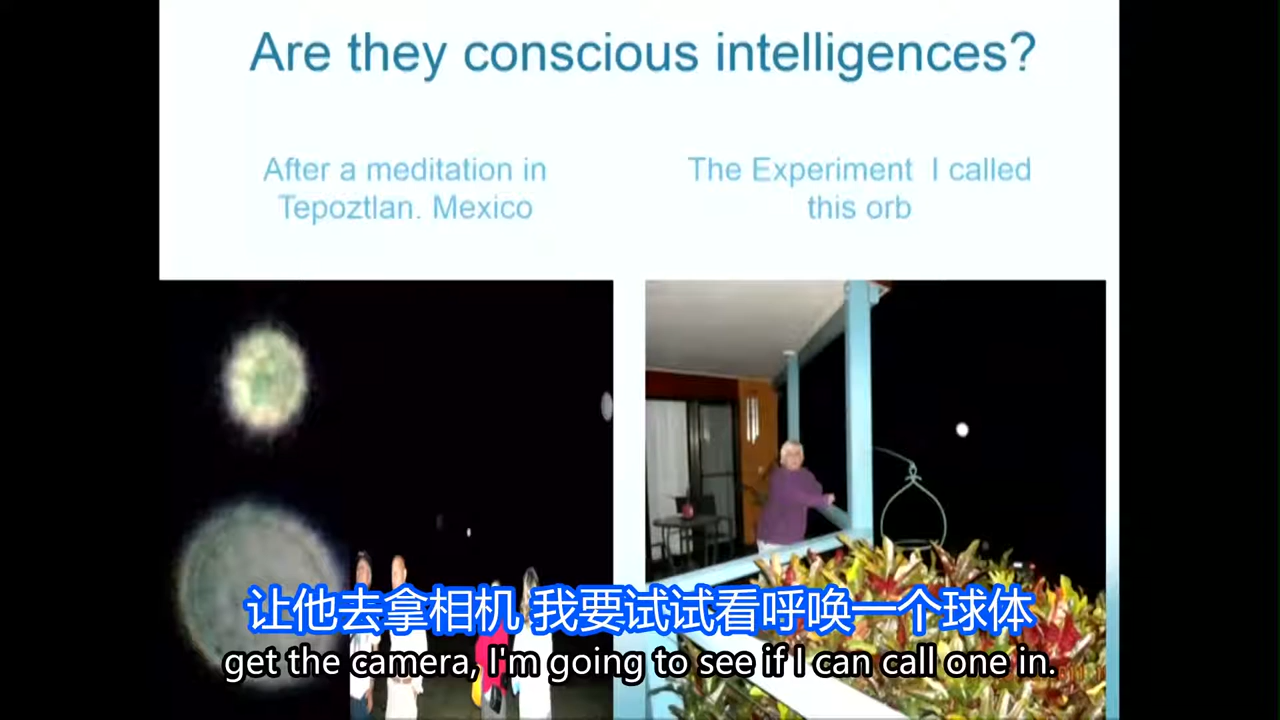 Are they conscious intelligences?
After a meditation in
Tepoztlan. Mexico
The Experiment I called
this orb
让他去拿相机 我要试试看呼唤一个球体
get the camera, I'm going to see if I can call one in.